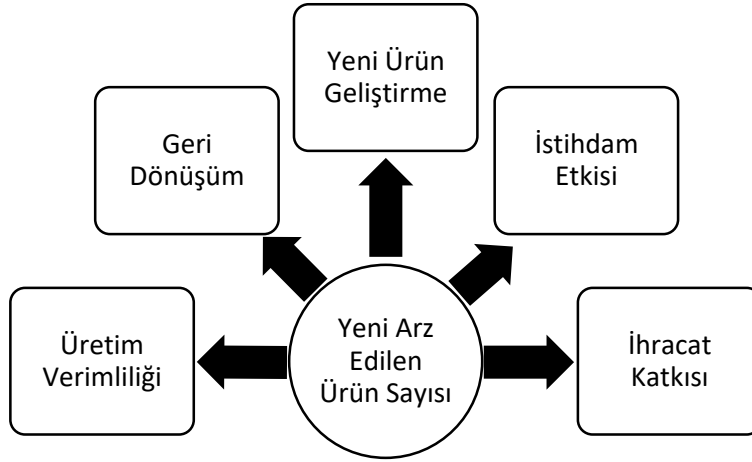 Yeni Ürün
Geliştirme
Geri
Dönüşüm
İstihdam
Etkisi
Üretim
Verimliliği
Yeni Arz
Edilen
Ürün Sayısı
İhracat
Katkısı